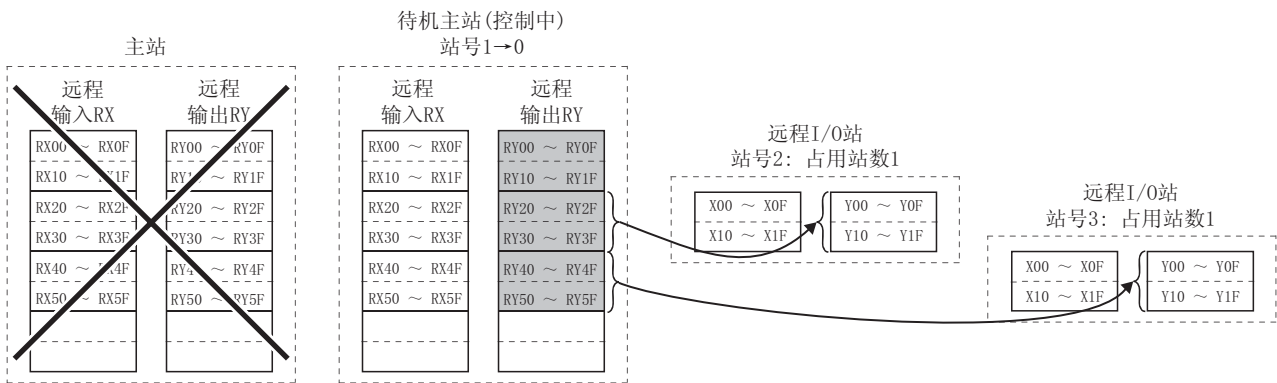 主站
远程
输入RX
远程
输出RY
RX00 ～ RX0F
RX10 ～ RX1F
RX20 ～ RX2F
RX30 ～ RX3F
RX40 ～ RX4F
RX50 ～ RX5F
RY00 ～ RY0F
RY1 ～ RY1F
RY20 ～ RY2F
RY30 ～ RY3F
RY4 ～ RY4F
RY50 ～ RY5F
待机主站(控制中)
站号1→0
远程
输入RX
远程
输出RY
RX00 ～ RX0F
RX10 ～ RX1F
RX20 ～ RX2F
RX30 ～ RX3F
RX40 ～ RX4F
RX50 ～ RX5F
RY00 ～ RY0F
RY10 ～ RY1F
RY20 ～ RY2F
RY30 ～ RY3F
RY40 ～ RY4F
RY50 ～ RY5F
远程I/O站
站号2: 占用站数1
X00 ～ X0F
X10 ～ X1F
Y00 ～ Y0F
Y10 ～ Y1F
远程I/O站
站号3: 占用站数1
X00 ～ X0F
X10 ～ X1F
Y00 ～ Y0F
Y10 ～ Y1F